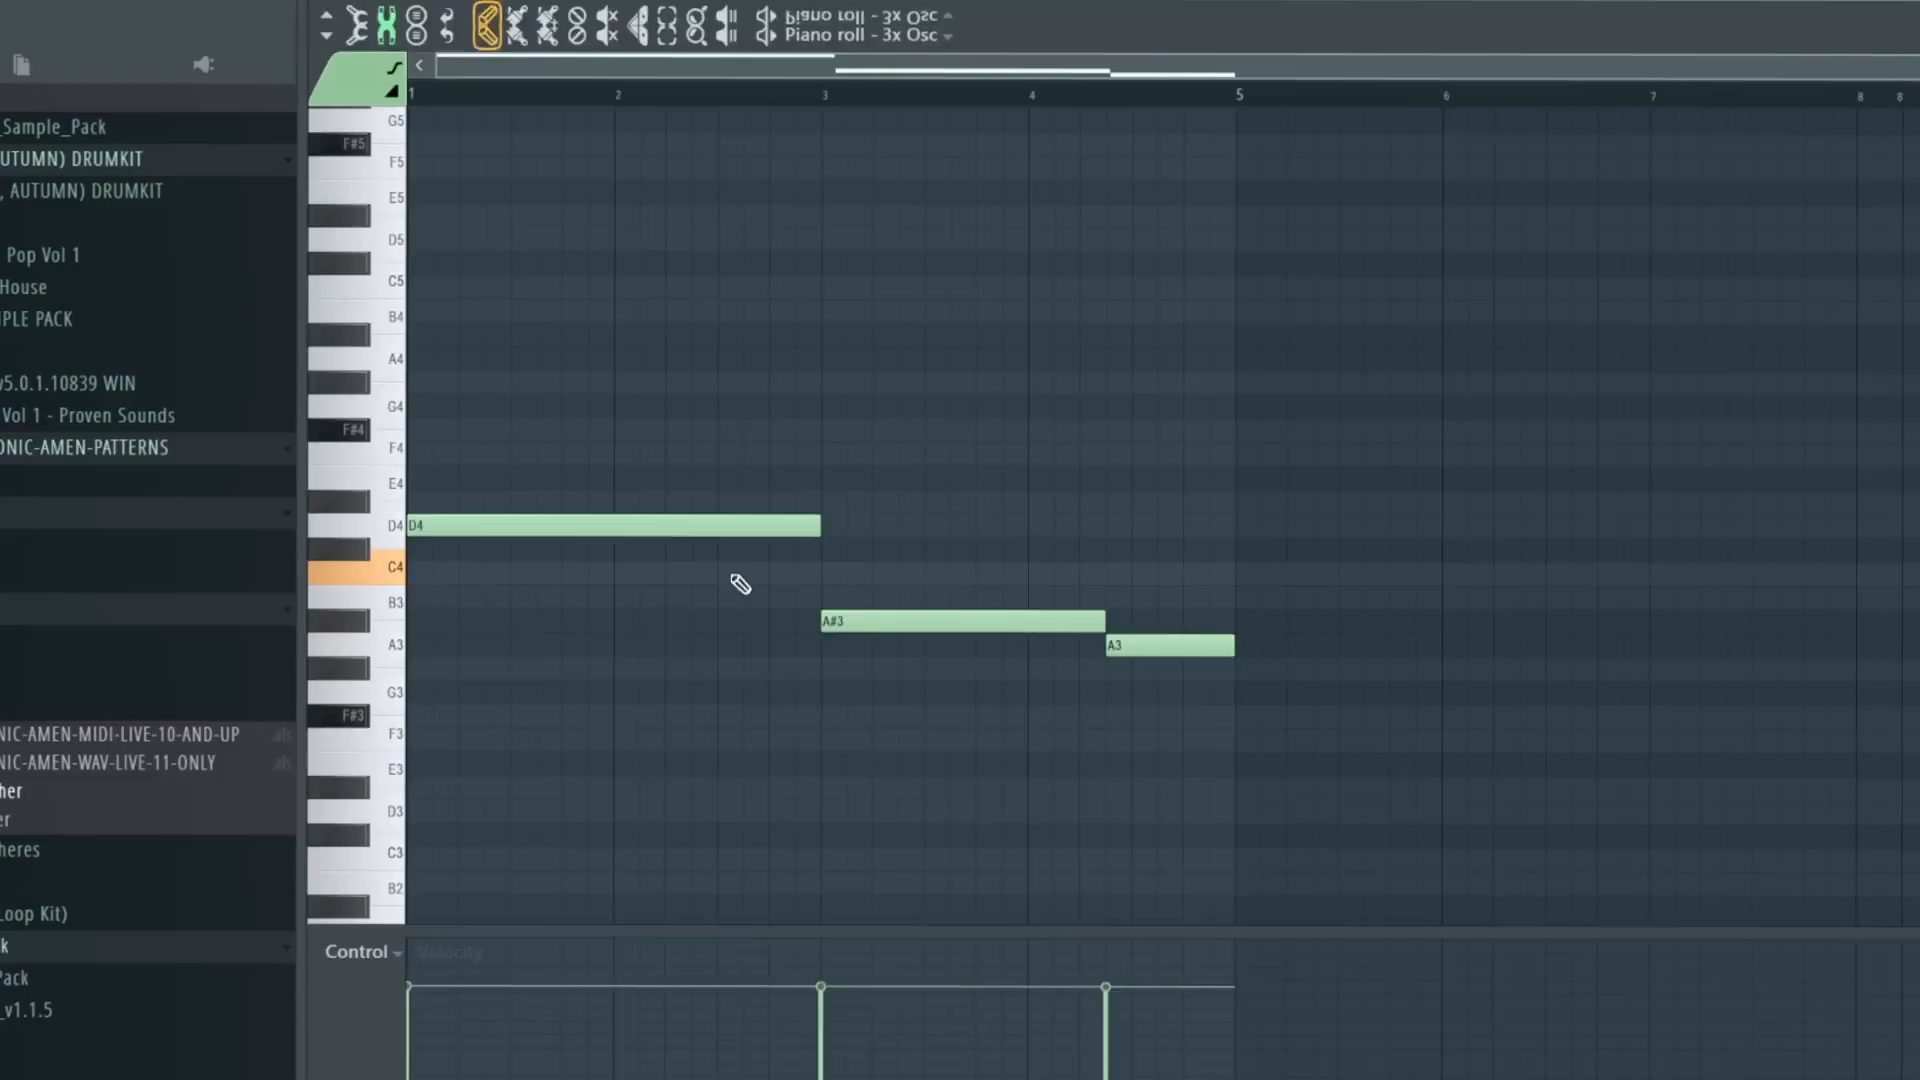 Piano roll - 3x Osc
Piano roll - 3x Osc
1 2 3 4 5 6 7 8 8
_Sample_Pack
UTUMN) DRUMKIT
, AUTUMN) DRUMKIT
Pop Vol 1
House
IPLE PACK
v5.0.1.10839 WIN
Vol 1 - Proven Sounds
ONIC-AMEN-PATTERNS
NIC-AMEN-MIDI-LIVE-10-AND-UP .als
NIC-AMEN-WAV-LIVE-11-ONLY .als
her
er
heres
Loop Kit)
k
Pack
_v1.1.5
G5
F#5
F5
E5
D5
C5
B4
A4
G4
F#4
F4
E4
D4 D4
C4
B3
A#3
A3 A3
G3
F#3
F3
E3
D3
C3
B2
Control Velocity